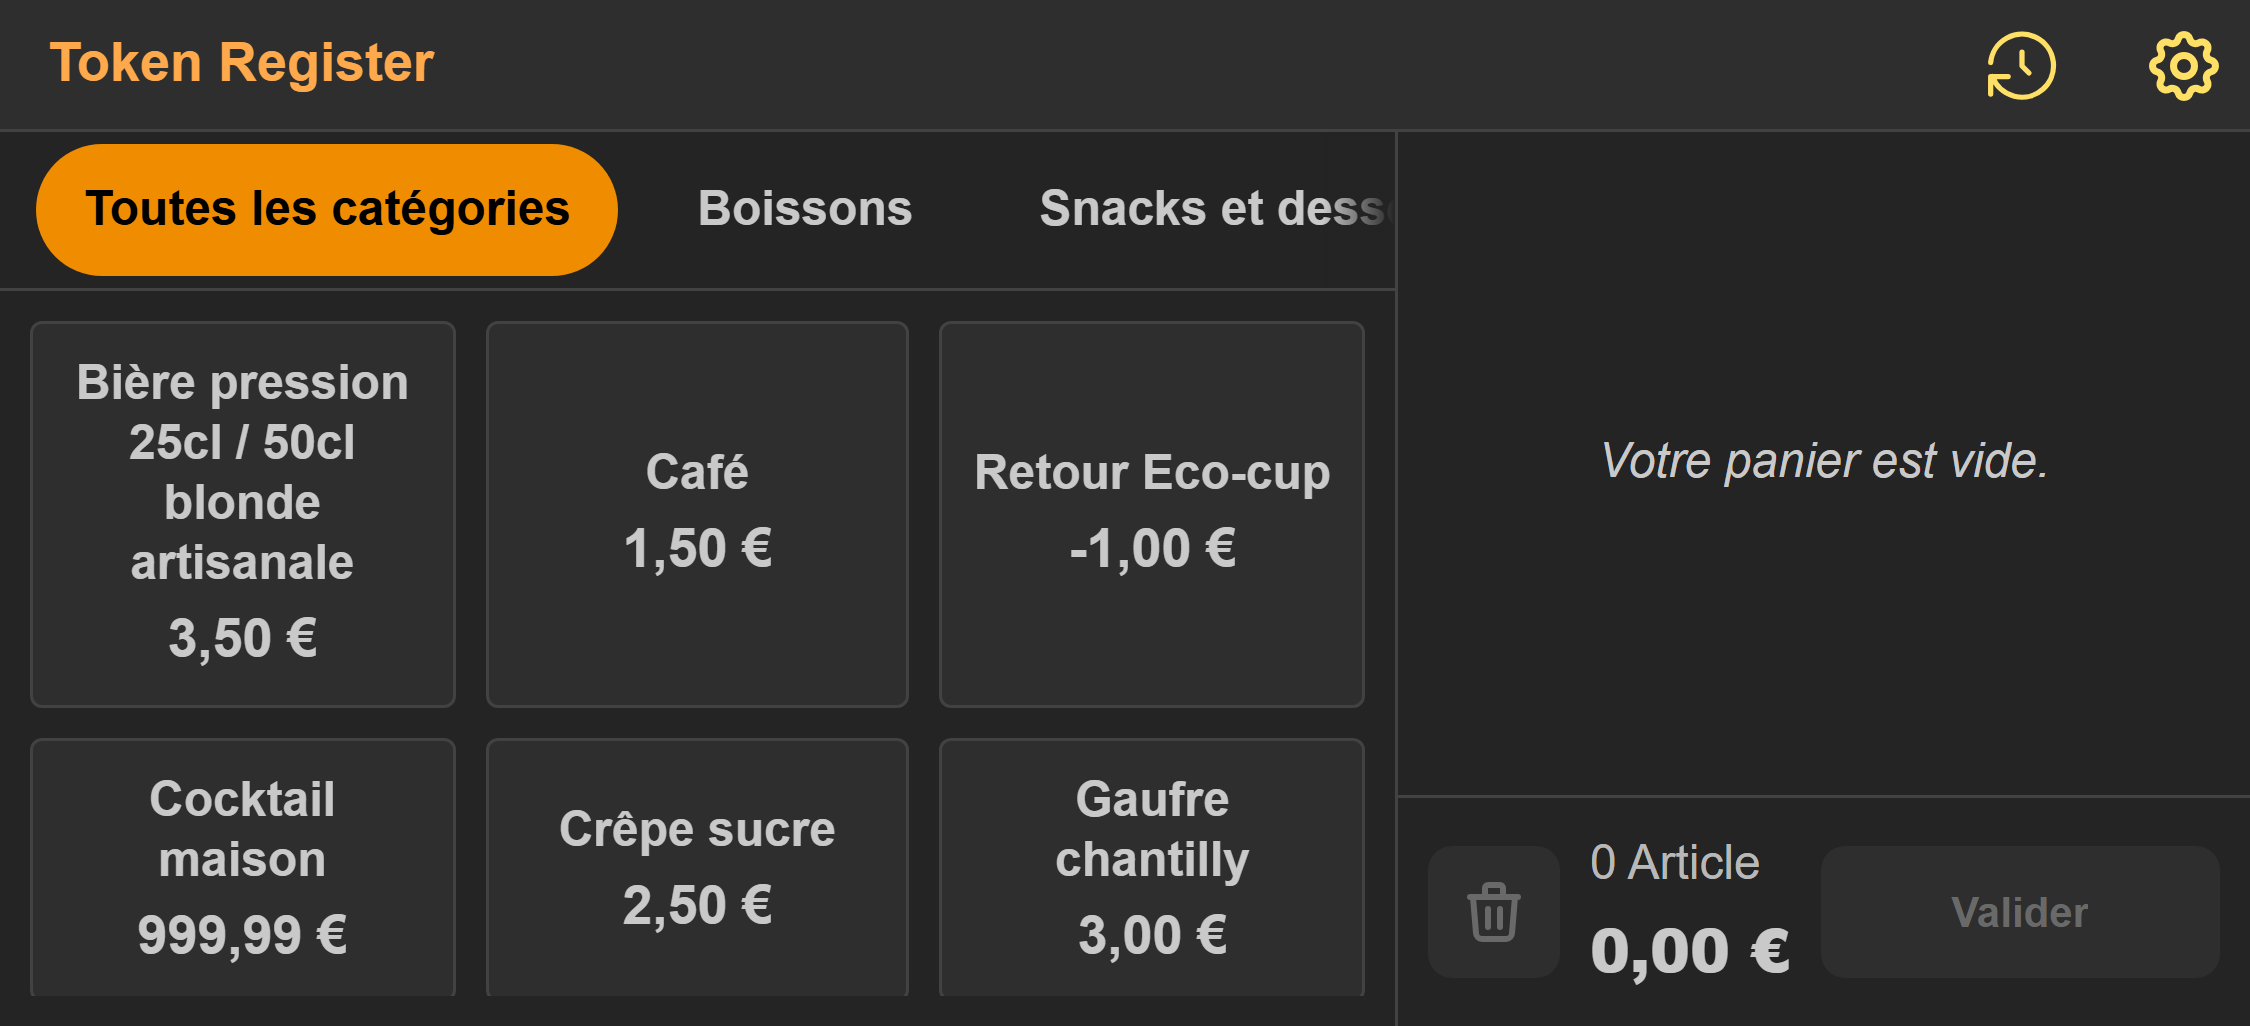 Token Register
Toutes les catégories
Boissons
Snacks et
Bière pression
25cl / 50cl
blonde
artisanale
3,50 €
Café
1,50 €
Retour Eco-cup
-1,00 €
Cocktail
maison
999,99 €
Crêpe sucre
2,50 €
Gaufre
chantilly
3,00 €
Votre panier est vide.
0 Article
0,00 €
Valider